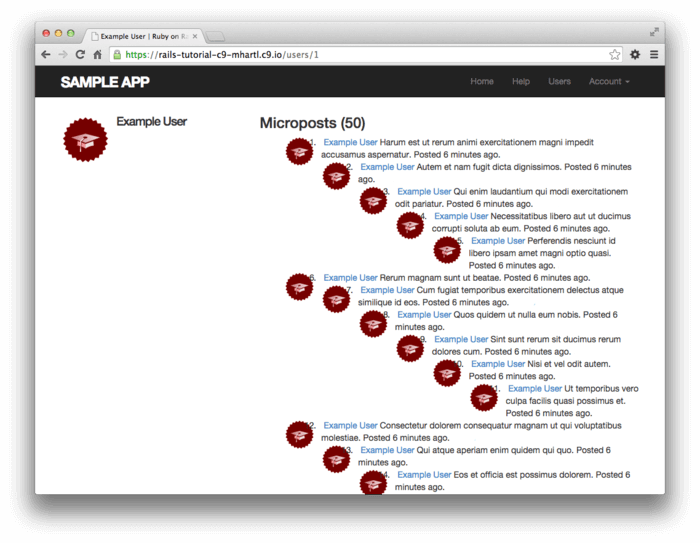 Example User | Ruby on Ra
https://rails-tutorial-c9-mhartl.c9.io/users/1
SAMPLE APP
Home Help Users Account
Example User
Microposts (50)
1. Example User Harum est ut rerum animi exercitationem magni impedit
accusamus aspernatur. Posted 6 minutes ago.
2. Example User Autem et nam fugit dicta dignissimos. Posted 6 minutes
ago.
3. Example User Qui enim laudantium qui modi exercitationem
odit pariatur. Posted 6 minutes ago.
4. Example User Necessitatibus libero aut ut ducimus
corrupti soluta ab eum. Posted 6 minutes ago.
5. Example User Perferendis nesciunt id
libero ipsam amet magni optio quasi.
Posted 6 minutes ago.
6. Example User Rerum magnam sunt ut beatae. Posted 6 minutes ago.
7. Example User Cum fugiat temporibus exercitationem delectus atque
similique id eos. Posted 6 minutes ago.
8. Example User Quos quidem ut nulla eum nobis. Posted 6
minutes ago.
9. Example User Sint sunt rerum sit ducimus rerum
dolores cum. Posted 6 minutes ago.
0. Example User Nisi et vel odit autem.
Posted 6 minutes ago.
1. Example User Ut temporibus vero
culpa facilis quasi possimus et.
Posted 6 minutes ago.
2. Example User Consectetur dolorem consequatur magnam ut qui voluptatibus
molestiae. Posted 6 minutes ago.
3. Example User Qui atque aperiam enim quidem qui quo. Posted 6
minutes ago.
4. Example User Eos et officia est possimus dolorem. Posted 6
minutes ago.